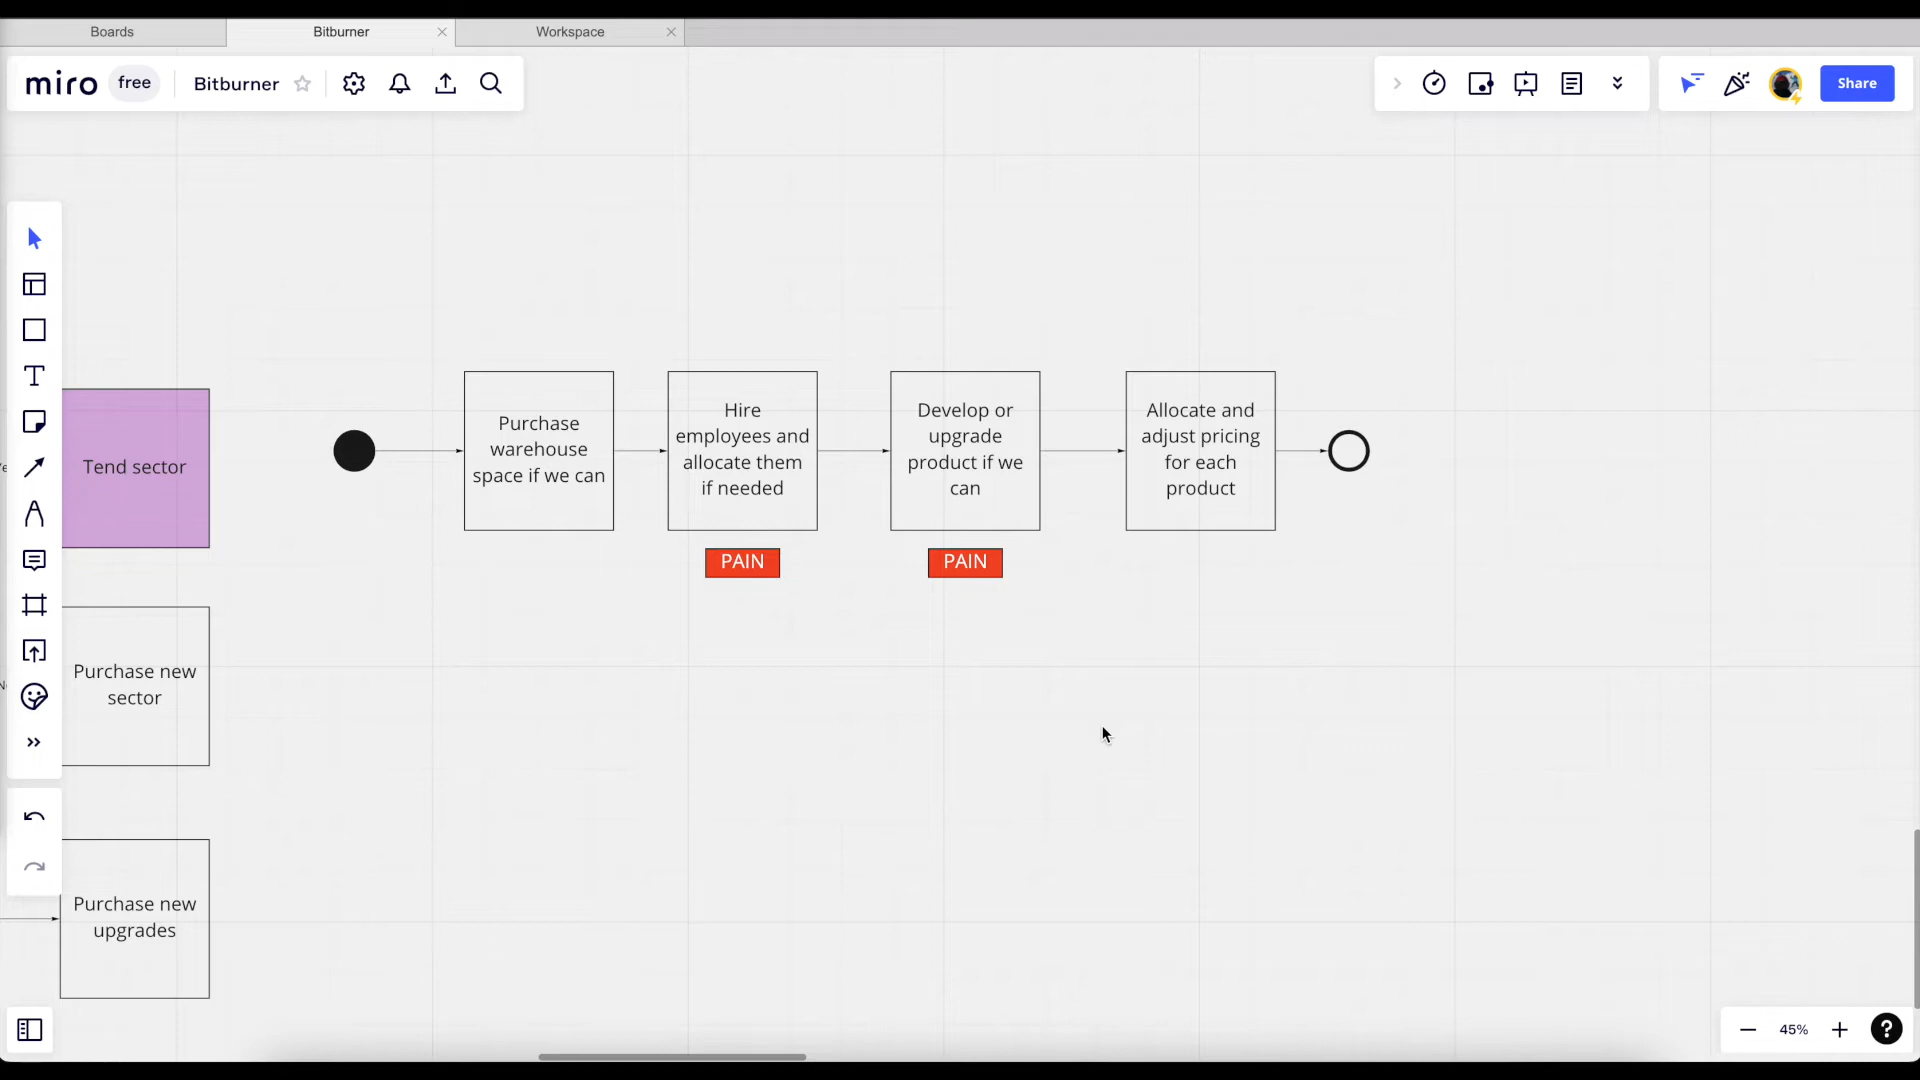 Boards
Bitburner
Workspace
miro
free
Bitburner
Share
Tend sector
Purchase
warehouse
space if we can
Hire
employees and
allocate them
if needed
Develop or
upgrade
product if we
can
Allocate and
adjust pricing
for each
product
PAIN
PAIN
Purchase new
sector
Purchase new
upgrades
45%